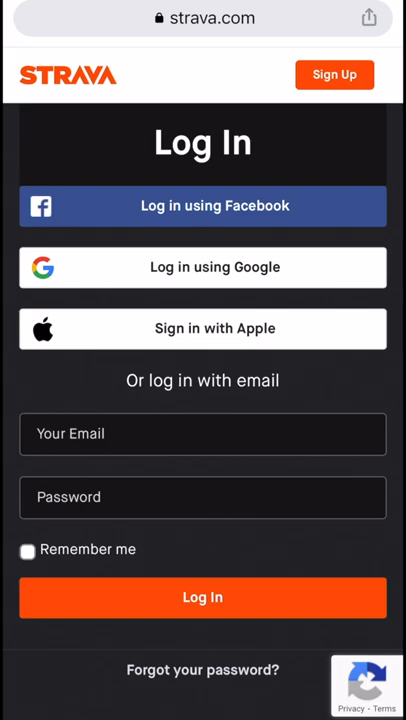 strava.com
STRAVA
Sign Up
Log In
Log in using Facebook
Log in using Google
Sign in with Apple
Or log in with email
Your Email
Password
Remember me
Log In
Forgot your password?
Privacy - Terms